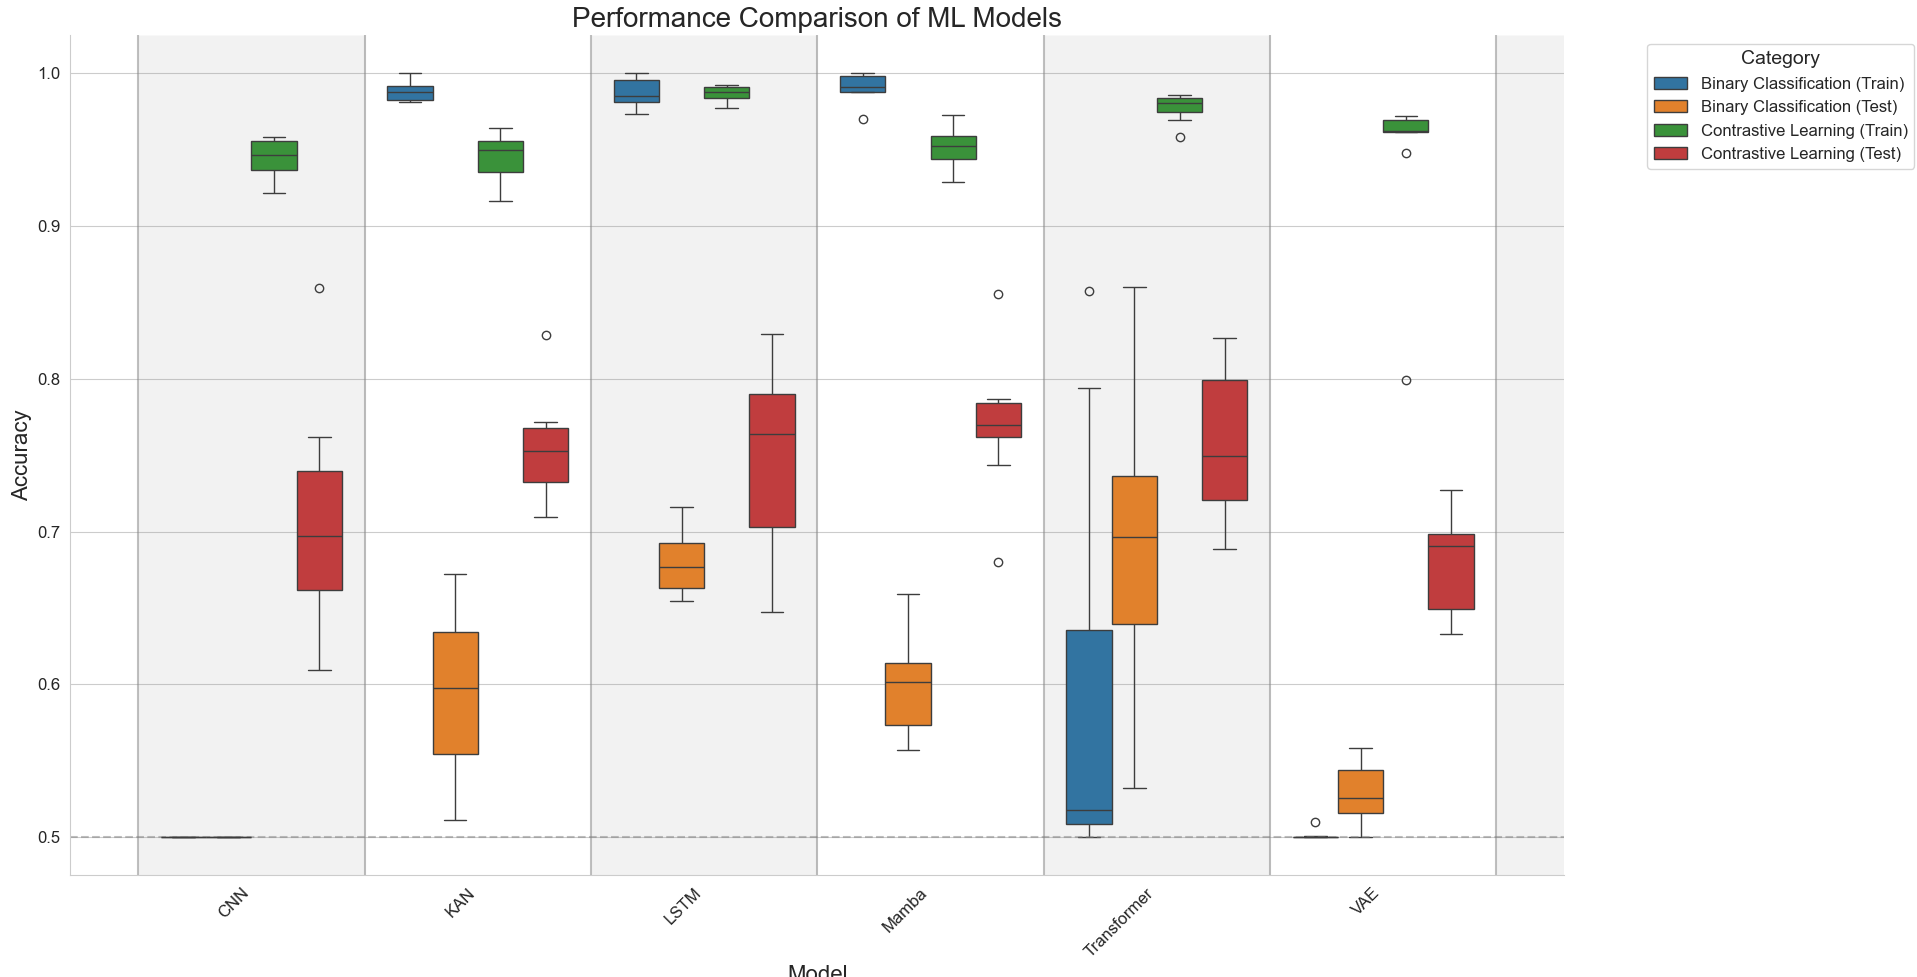 Performance Comparison of ML Models
Category
Binary Classification (Train)
Binary Classification (Test)
Contrastive Learning (Train)
Contrastive Learning (Test)
Accuracy
1.0
0.9
0.8
0.7
0.6
0.5
CNN
KAN
LSTM
Mamba
Transformer
VAE
Model